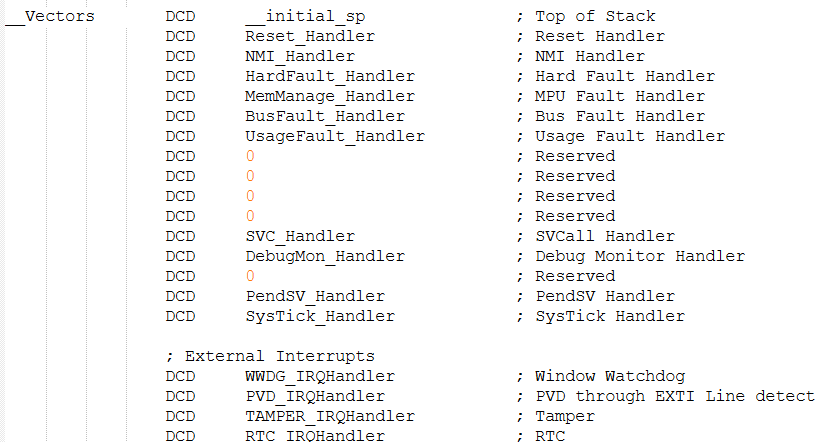 __Vectors DCD __initial_sp ; Top of Stack
DCD Reset_Handler ; Reset Handler
DCD NMI_Handler ; NMI Handler
DCD HardFault_Handler ; Hard Fault Handler
DCD MemManage_Handler ; MPU Fault Handler
DCD BusFault_Handler ; Bus Fault Handler
DCD UsageFault_Handler ; Usage Fault Handler
DCD 0 ; Reserved
DCD 0 ; Reserved
DCD 0 ; Reserved
DCD 0 ; Reserved
DCD SVC_Handler ; SVCall Handler
DCD DebugMon_Handler ; Debug Monitor Handler
DCD 0 ; Reserved
DCD PendSV_Handler ; PendSV Handler
DCD SysTick_Handler ; SysTick Handler
; External Interrupts
DCD WWDG_IRQHandler ; Window Watchdog
DCD PVD_IRQHandler ; PVD through EXTI Line detect
DCD TAMPER_IRQHandler ; Tamper
DCD RTC_IRQHandler ; RTC